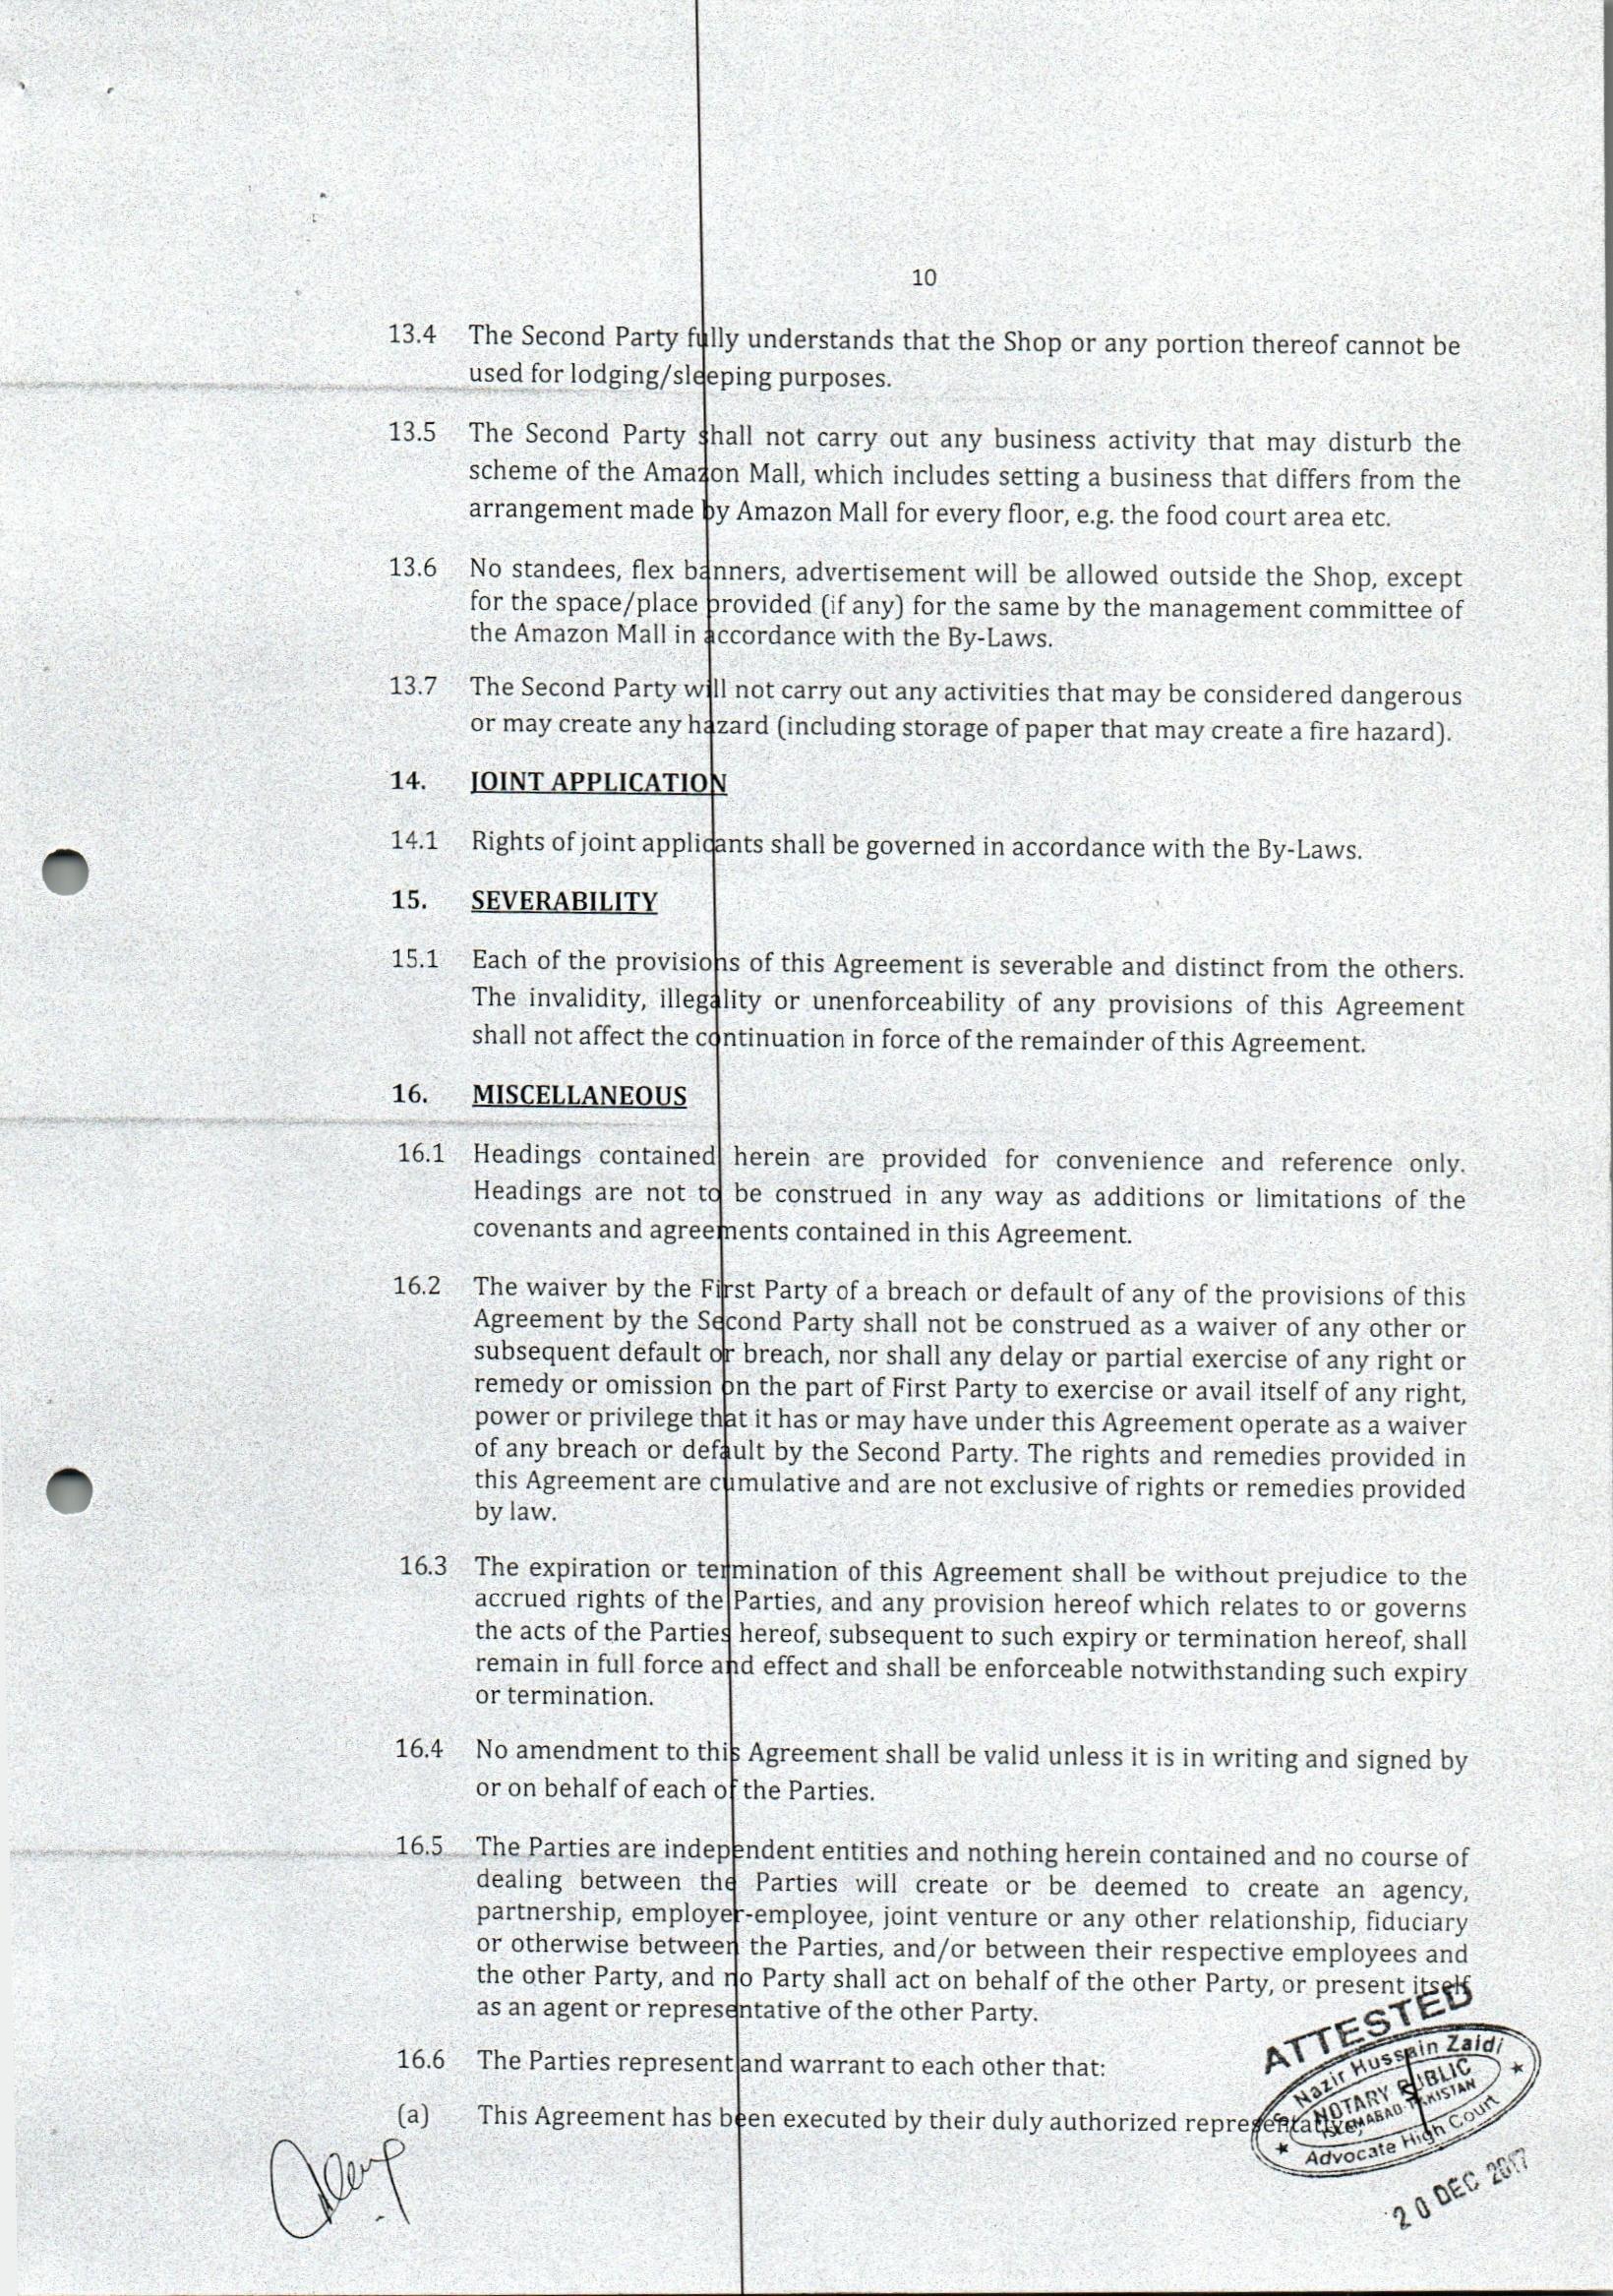 10
13.4 The Second Party fully understands that the Shop or any portion thereof cannot be
used for lodging/sleeping purposes.
13.5 The Second Party shall not carry out any business activity that may disturb the
scheme of the Amazon Mall, which includes setting a business that differs from the
arrangement made by Amazon Mall for every floor, e.g. the food court area etc.
13.6 No standees, flex banners, advertisement will be allowed outside the Shop, except
for the space/place provided (if any) for the same by the management committee of
the Amazon Mall in accordance with the By-Laws.
13.7 The Second Party will not carry out any activities that may be considered dangerous
or may create any hazard (including storage of paper that may create a fire hazard).
14. JOINT APPLICATION
14.1 Rights of joint applicants shall be governed in accordance with the By-Laws.
15. SEVERABILITY
15.1 Each of the provisions of this Agreement is severable and distinct from the others.
The invalidity, illegality or unenforceability of any provisions of this Agreement
shall not affect the continuation in force of the remainder of this Agreement.
16. MISCELLANEOUS
16.1 Headings contained herein are provided for convenience and reference only.
Headings are not to be construed in any way as additions or limitations of the
covenants and agreements contained in this Agreement.
16.2 The waiver by the First Party of a breach or default of any of the provisions of this
Agreement by the Second Party shall not be construed as a waiver of any other or
subsequent default or breach, nor shall any delay or partial exercise of any right or
remedy or omission on the part of First Party to exercise or avail itself of any right,
power or privilege that it has or may have under this Agreement operate as a waiver
of any breach or default by the Second Party. The rights and remedies provided in
this Agreement are cumulative and are not exclusive of rights or remedies provided
by law.
16.3 The expiration or termination of this Agreement shall be without prejudice to the
accrued rights of the Parties, and any provision hereof which relates to or governs
the acts of the Parties hereof, subsequent to such expiry or termination hereof, shall
remain in full force and effect and shall be enforceable notwithstanding such expiry
or termination.
16.4 No amendment to this Agreement shall be valid unless it is in writing and signed by
or on behalf of each of the Parties.
16.5 The Parties are independent entities and nothing herein contained and no course of
dealing between the Parties will create or be deemed to create an agency,
partnership, employer-employee, joint venture or any other relationship, fiduciary
or otherwise between the Parties, and/or between their respective employees and
the other Party, and no Party shall act on behalf of the other Party, or present itself
as an agent or representative of the other Party.
16.6 The Parties represent and warrant to each other that:
(a) This Agreement has been executed by their duly authorized representative;
ATTESTED
Nazir Hussain Zaidi
NOTARY PUBLIC
ISLAMABAD-PAKISTAN
Advocate High Court
20 DEC 2017